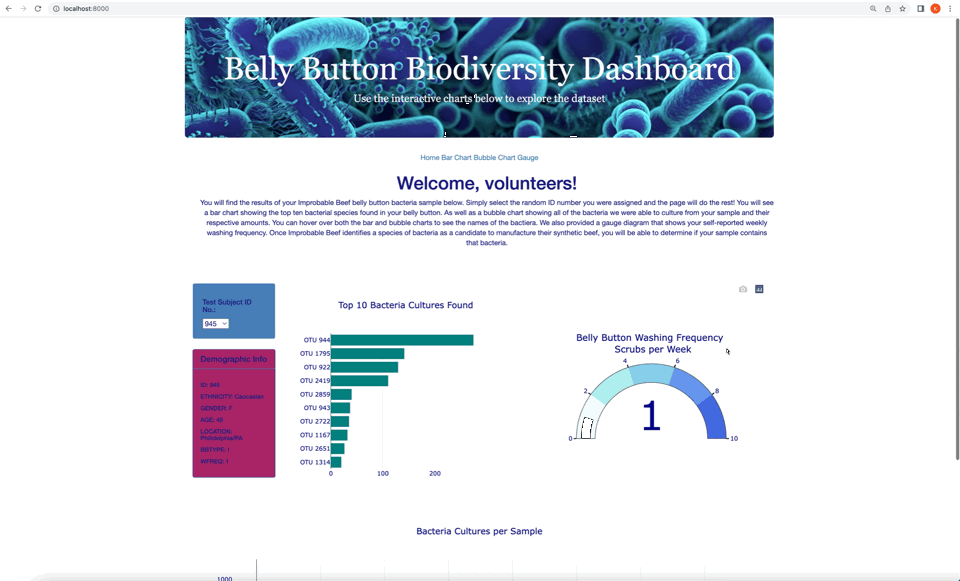 localhost:8000
K
Belly Button Biodiversity Dashboard
Use the interactive charts below to explore the dataset
Home Bar Chart Bubble Chart Gauge
Welcome, volunteers!
You will find the results of your Improbable Beef belly button bacteria sample below. Simply select the random ID number you were assigned and the page will do the rest! You will see
a bar chart showing the top ten bacterial species found in your belly button. As well as a bubble chart showing all of the bacteria we were able to culture from your sample and their
respective amounts. You can hover over both the bar and bubble charts to see the names of the bactiera. We also provided a gauge diagram that shows your self-reported weekly
washing frequency. Once Improbable Beef identifies a species of bacteria as a candidate to manufacture their synthetic beef, you will be able to determine if your sample contains
that bacteria.
Test Subject ID
No.:
945
Demographic Info
ID: 945
ETHNICITY: Caucasian
GENDER: F
AGE: 49
LOCATION:
Philidelphia/PA
BBTYPE: I
WFREQ: 1
Top 10 Bacteria Cultures Found
OTU 944
OTU 1795
OTU 922
OTU 2419
OTU 2859
OTU 943
OTU 2722
OTU 1167
OTU 2651
OTU 1314
0 100 200
Belly Button Washing Frequency
Scrubs per Week
0 2 4 6 8 10
1
Bacteria Cultures per Sample
1000